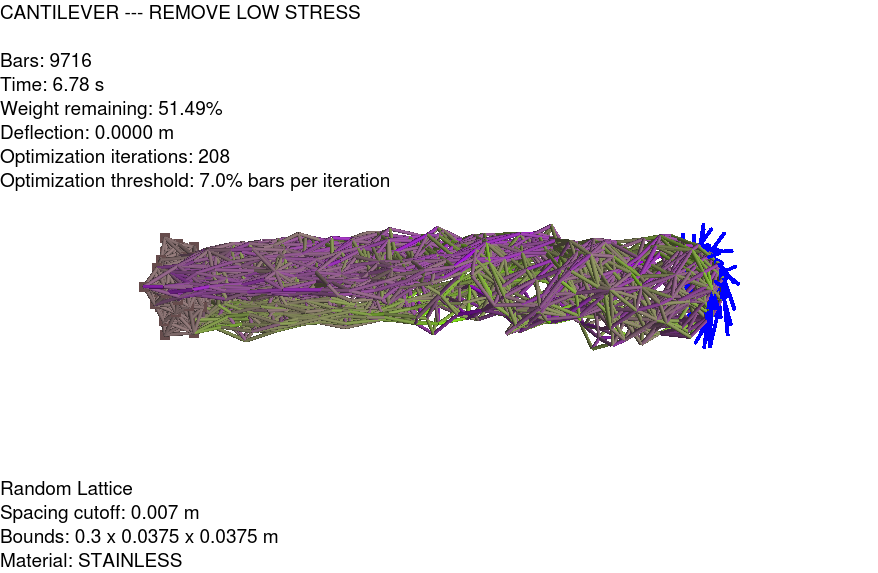 CANTILEVER --- REMOVE LOW STRESS
Bars: 9716
Time: 6.78 s
Weight remaining: 51.49%
Deflection: 0.0000 m
Optimization iterations: 208
Optimization threshold: 7.0% bars per iteration
Random Lattice
Spacing cutoff: 0.007 m
Bounds: 0.3 x 0.0375 x 0.0375 m
Material: STAINLESS